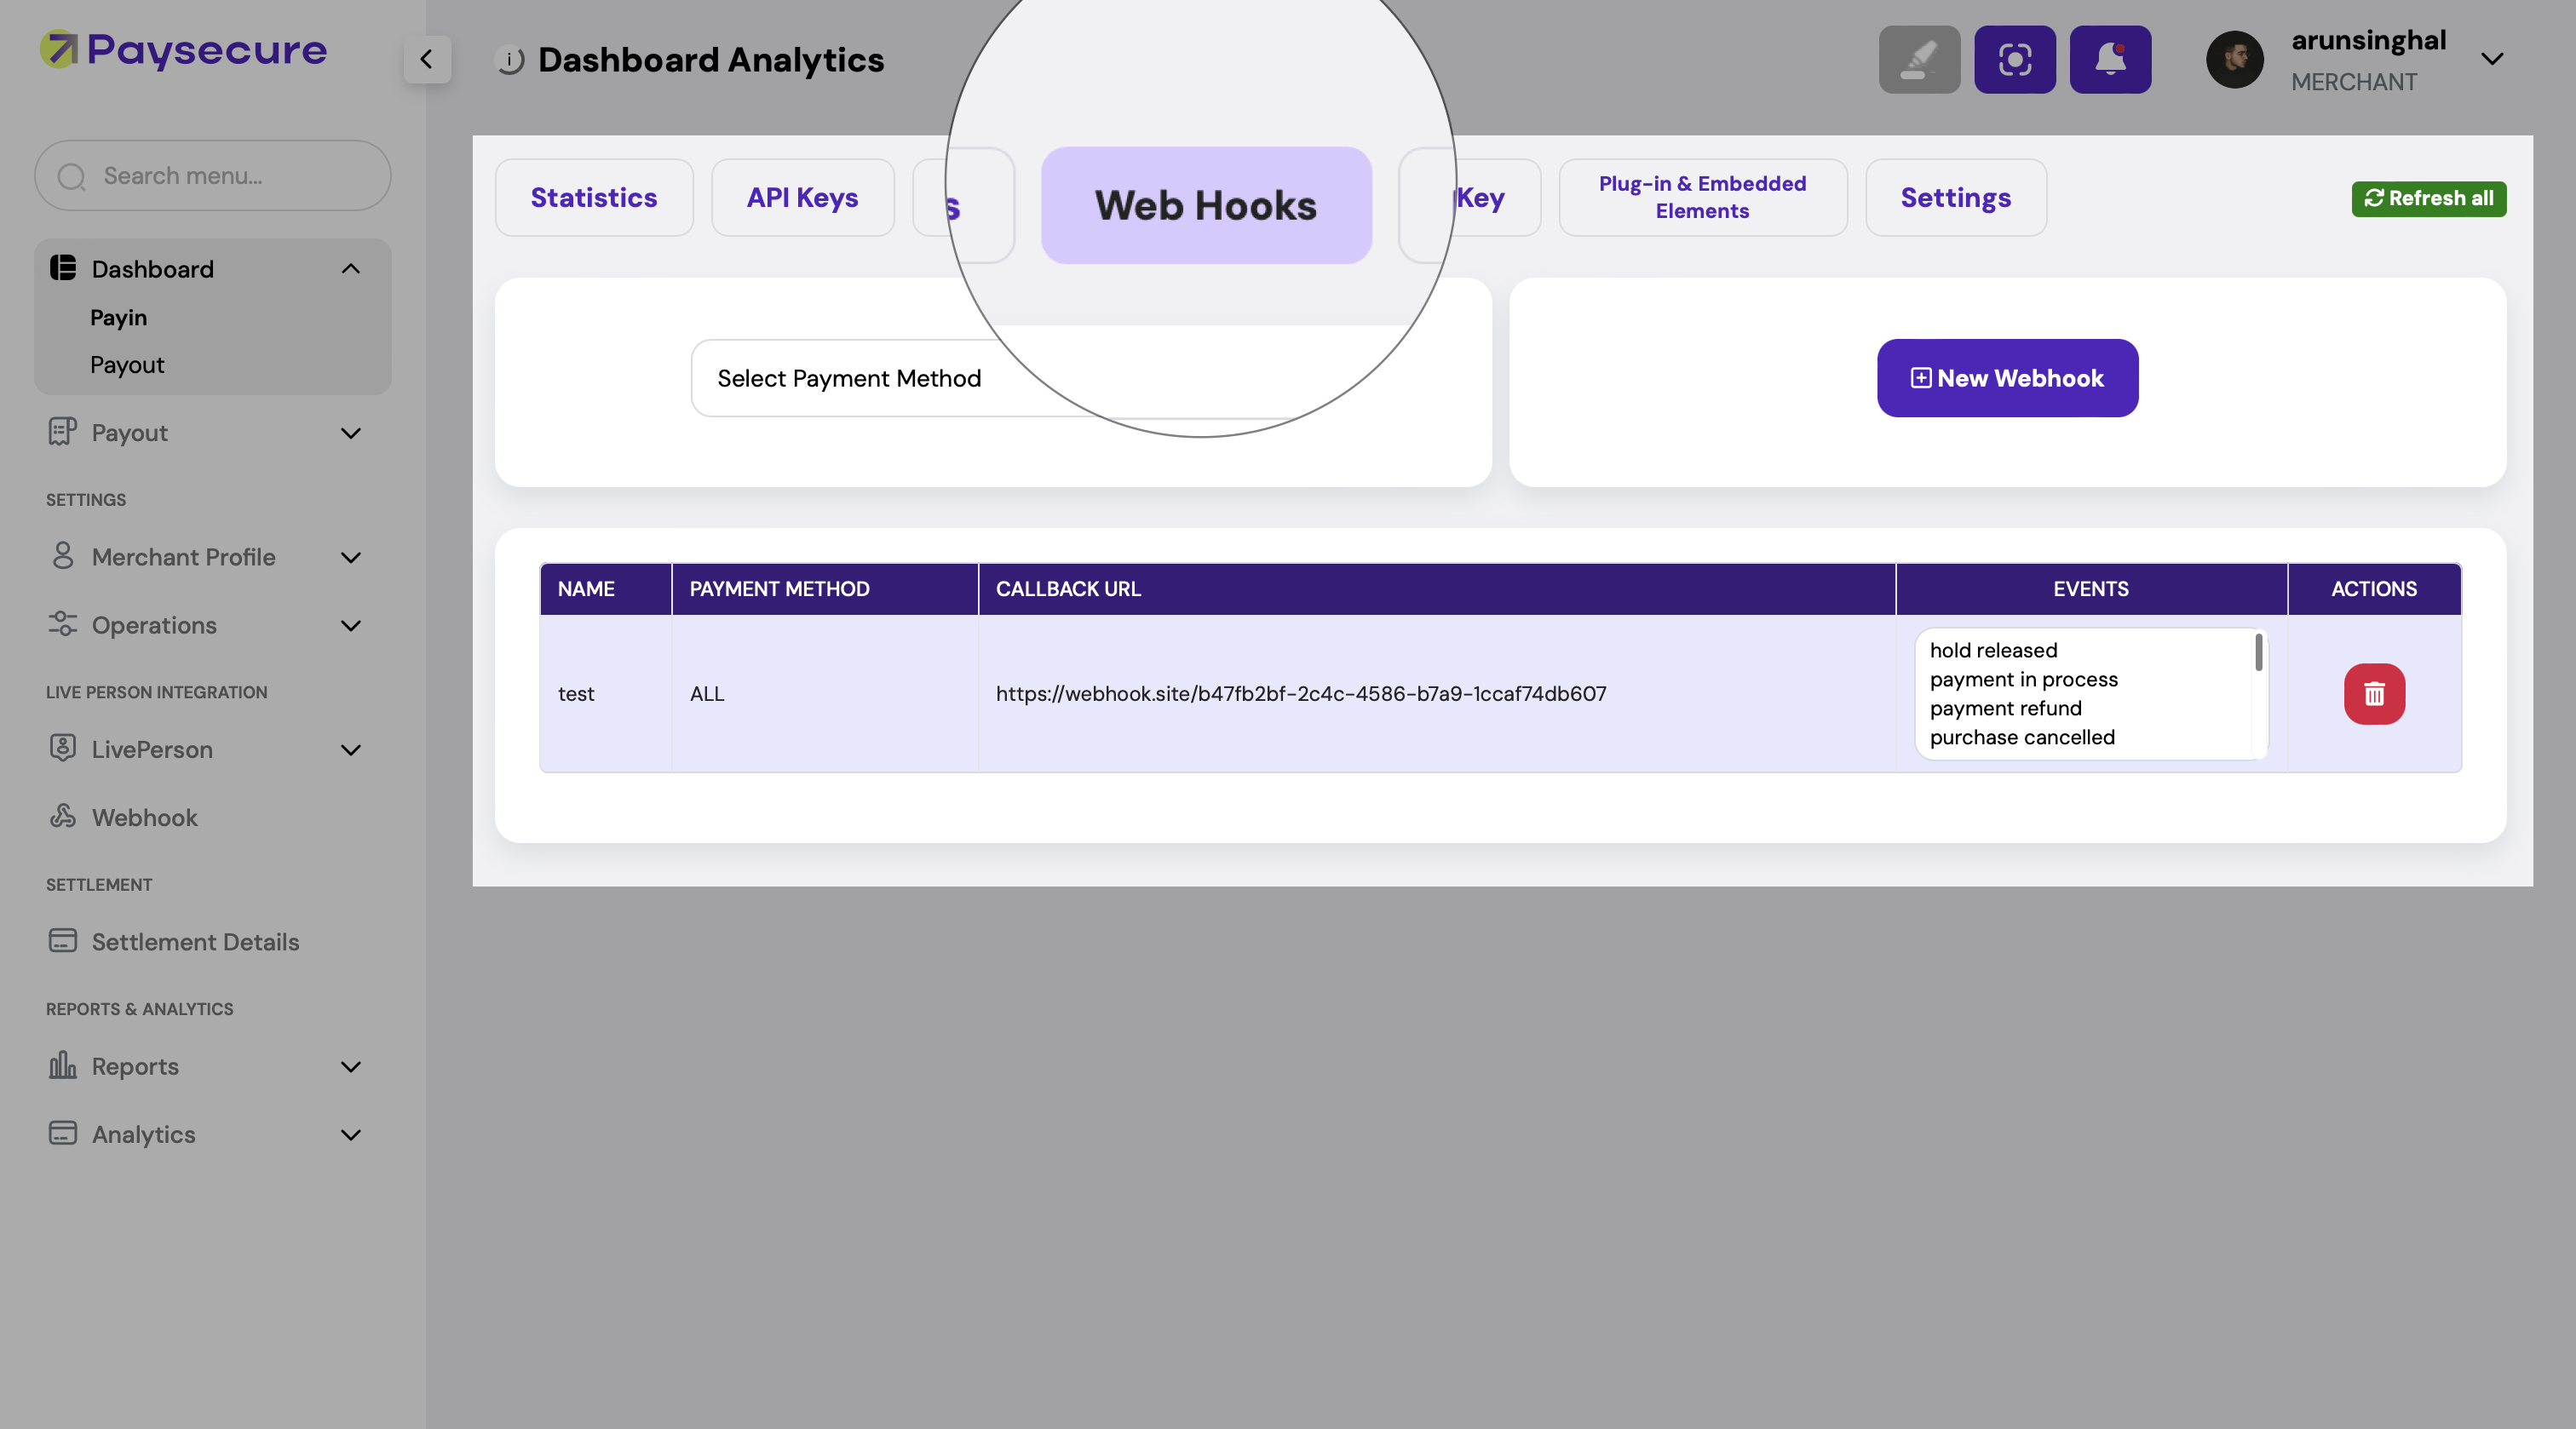 Paysecure
Search menu...
Dashboard
Payin
Payout
Payout
SETTINGS
Merchant Profile
Operations
LIVE PERSON INTEGRATION
LivePerson
Webhook
SETTLEMENT
Settlement Details
REPORTS & ANALYTICS
Reports
Analytics
Dashboard Analytics
arunsinghal
MERCHANT
Statistics
API Keys
s
Web Hooks
Key
Plug-in & Embedded
Elements
Settings
Refresh all
Select Payment Method
New Webhook
NAME
PAYMENT METHOD
CALLBACK URL
EVENTS
ACTIONS
test
ALL
https://webhook.site/b47fb2bf-2c4c-4586-b7a9-1ccaf74db607
hold released
payment in process
payment refund
purchase cancelled